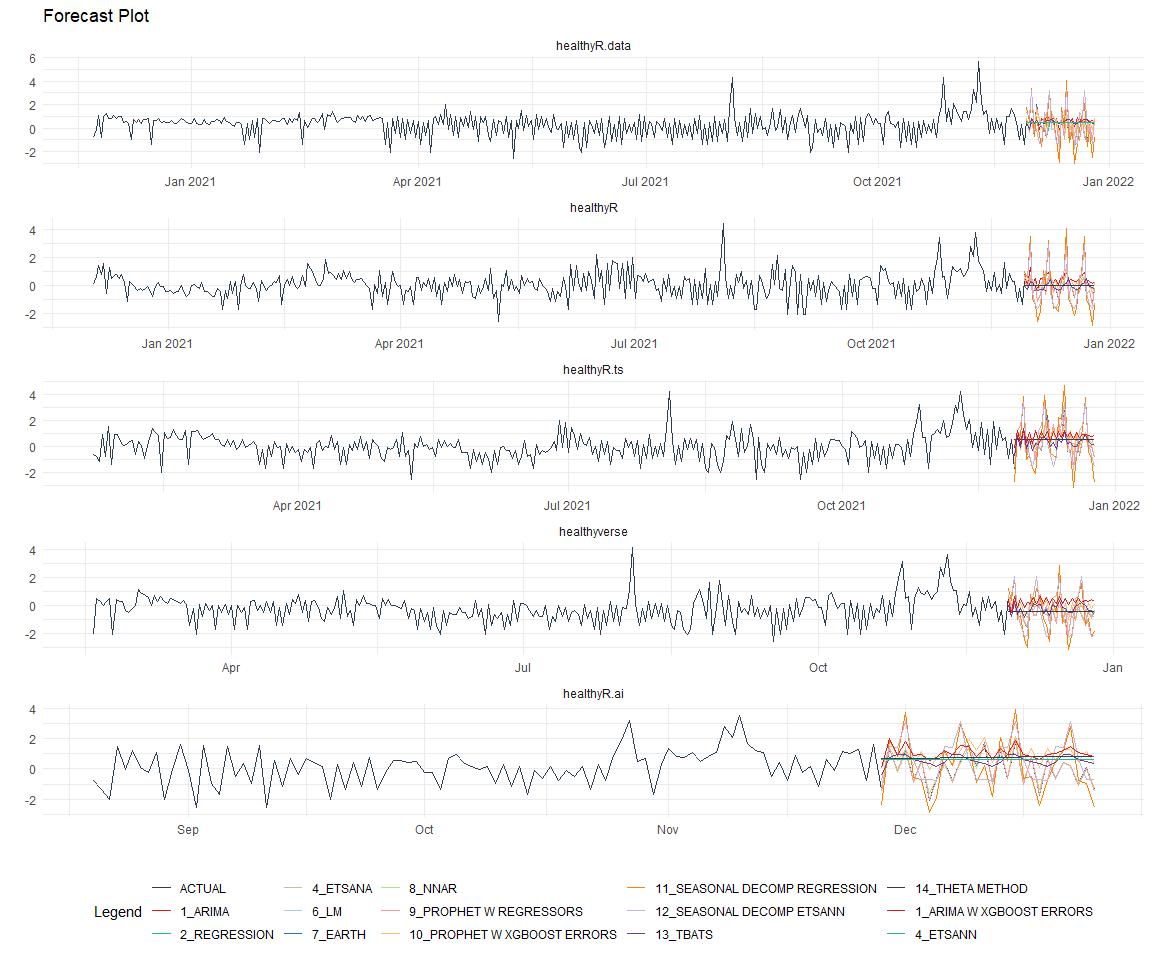 Forecast Plot
healthyR.data
6
4
2
0
-2
Jan 2021 Apr 2021 Jul 2021 Oct 2021 Jan 2022
healthyR
4
2
0
-2
Jan 2021 Apr 2021 Jul 2021 Oct 2021 Jan 2022
healthyR.ts
4
2
0
-2
Apr 2021 Jul 2021 Oct 2021 Jan 2022
healthyverse
4
2
0
-2
Apr Jul Oct Jan
healthyR.ai
4
2
0
-2
Sep Oct Nov Dec
ACTUAL 4_ETSANA 8_NNAR 11_SEASONAL DECOMP REGRESSION 14_THETA METHOD
Legend 1_ARIMA 6_LM 9_PROPHET W REGRESSORS 12_SEASONAL DECOMP ETSANN 1_ARIMA W XGBOOST ERRORS
2_REGRESSION 7_EARTH 10_PROPHET W XGBOOST ERRORS 13_TBATS 4_ETSANN